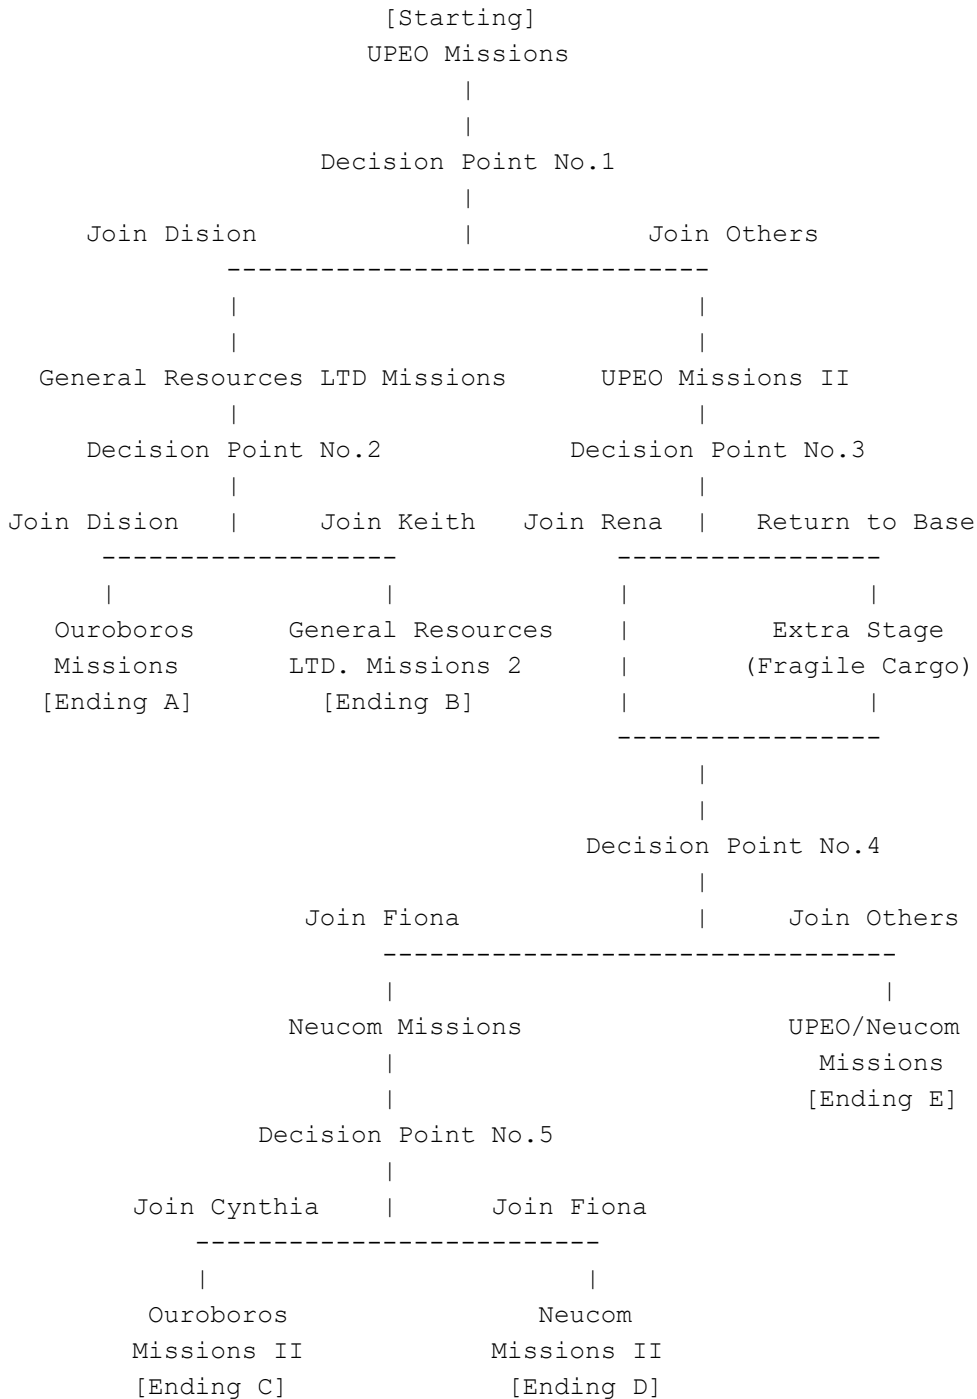 [Starting]
UPEO Missions
|
|
Decision Point No.1
|
Join Dision | Join Others
-------------------------------
| |
| |
General Resources LTD Missions UPEO Missions II
| |
Decision Point No.2 Decision Point No.3
| |
Join Dision | Join Keith Join Rena | Return to Base
------------------- -----------------
| | | |
Ouroboros General Resources | Extra Stage
Missions LTD. Missions 2 | (Fragile Cargo)
[Ending A] [Ending B] | |
-----------------
|
|
Decision Point No.4
|
Join Fiona | Join Others
---------------------------------
| |
Neucom Missions UPEO/Neucom
| Missions
| [Ending E]
Decision Point No.5
|
Join Cynthia | Join Fiona
--------------------------
| |
Ouroboros Neucom
Missions II Missions II
[Ending C] [Ending D]